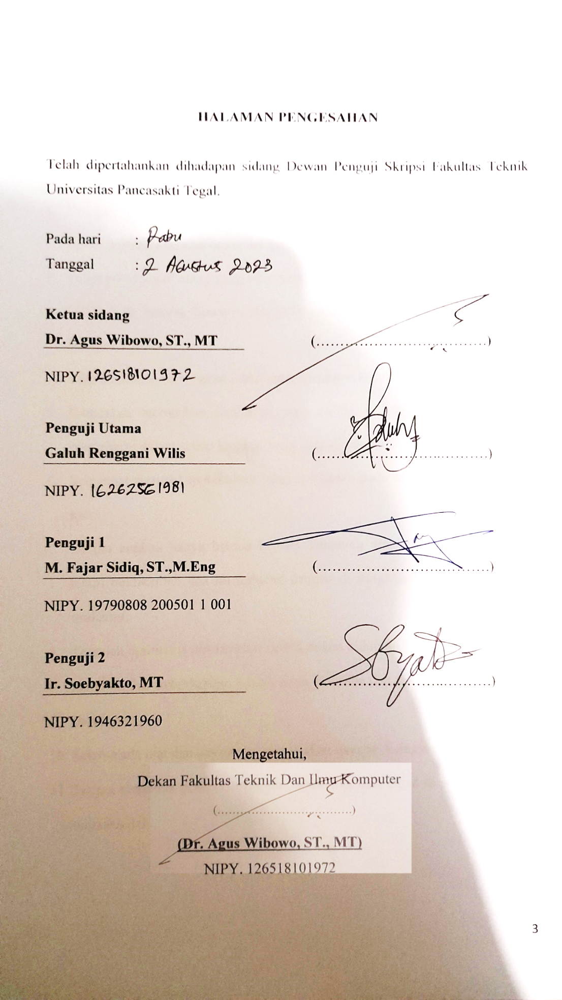 HALAMAN PENGESAHAN
Telah dipertahankan dihadapan sidang Dewan Penguji Skripsi Fakultas Teknik
Universitas Pancasakti Tegal.
Pada hari : Rabu
Tanggal : 2 Agustus 2023
Ketua sidang
Dr. Agus Wibowo, ST., MT (.......................................)
NIPY. 126518101972
Penguji Utama
Galuh Renggani Wilis (.......................................)
NIPY. 16262561981
Penguji 1
M. Fajar Sidiq, ST.,M.Eng (.......................................)
NIPY. 19790808 200501 1 001
Penguji 2
Ir. Soebyakto, MT (.......................................)
NIPY. 1946321960
Mengetahui,
Dekan Fakultas Teknik Dan Ilmu Komputer
(.......................................)
(Dr. Agus Wibowo, ST., MT)
NIPY. 126518101972
3